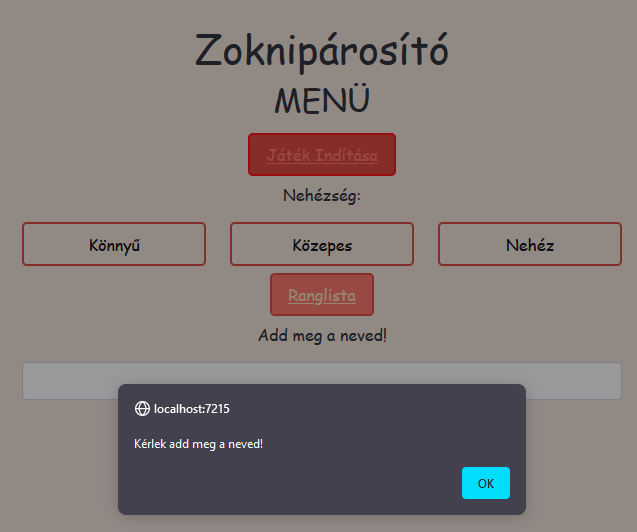 Zoknipárosító
MENÜ
Játék Indítása
Nehézség:
Könnyű Közepes Nehéz
Ranglista
Add meg a neved!
localhost:7215
Kérlek add meg a neved!
OK